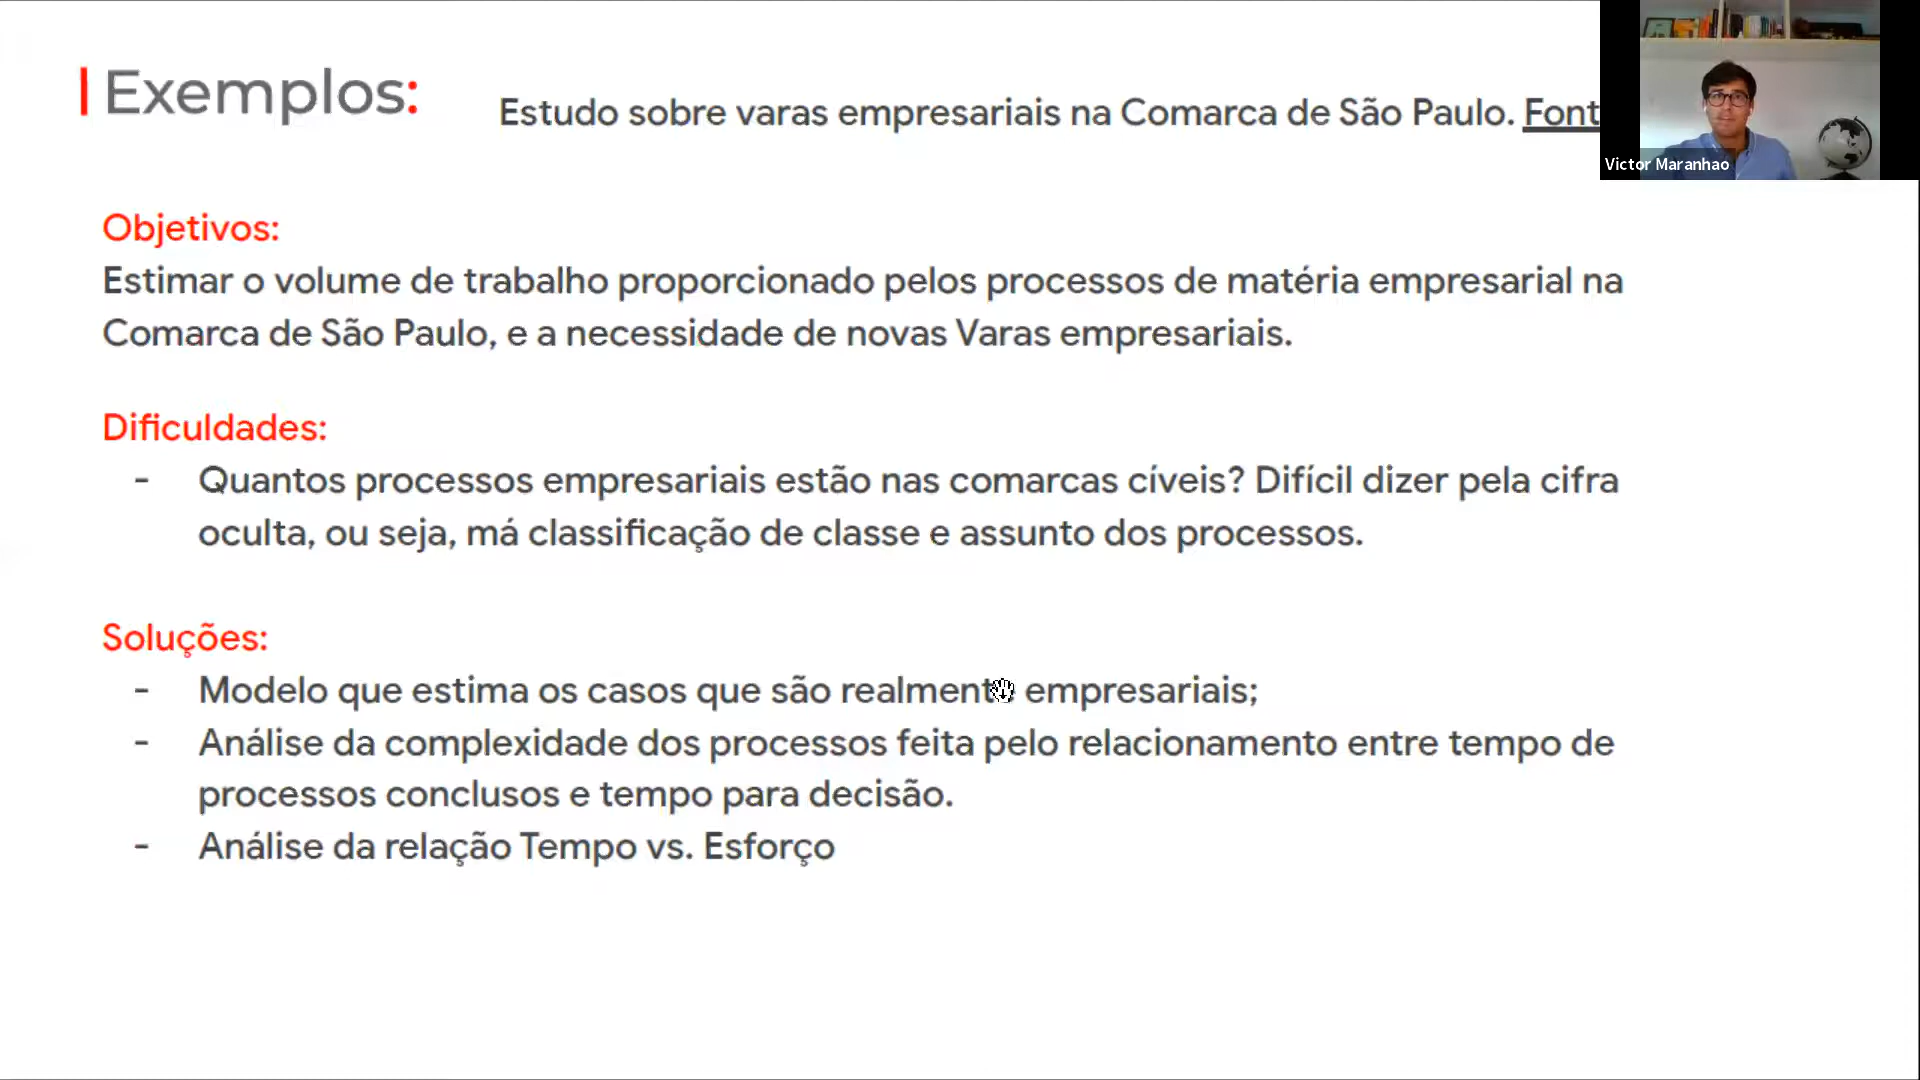 Exemplos:
Estudo sobre varas empresariais na Comarca de São Paulo. Font
Victor Maranhao
Objetivos:
Estimar o volume de trabalho proporcionado pelos processos de matéria empresarial na
Comarca de São Paulo, e a necessidade de novas Varas empresariais.
Dificuldades:
- Quantos processos empresariais estão nas comarcas cíveis? Difícil dizer pela cifra
oculta, ou seja, má classificação de classe e assunto dos processos.
Soluções:
- Modelo que estima os casos que são realmente empresariais;
- Análise da complexidade dos processos feita pelo relacionamento entre tempo de
processos conclusos e tempo para decisão.
- Análise da relação Tempo vs. Esforço